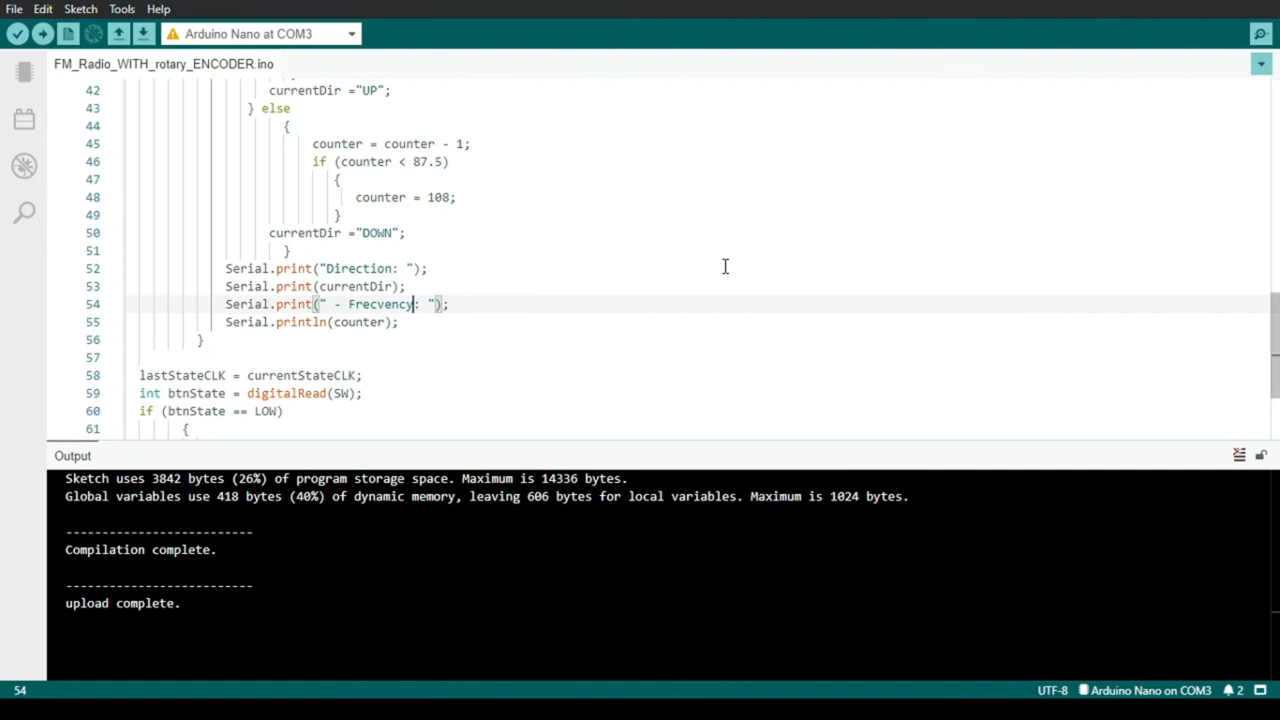 File Edit Sketch Tools Help
Arduino Nano at COM3
FM_Radio_WITH_rotary_ENCODER.ino
42 currentDir ="UP";
43 } else
44 {
45 counter = counter - 1;
46 if (counter < 87.5)
47 {
48 counter = 108;
49 }
50 currentDir ="DOWN";
51 }
52 Serial.print("Direction: ");
53 Serial.print(currentDir);
54 Serial.print(" - Frecvency: ");
55 Serial.println(counter);
56 }
57
58 lastStateCLK = currentStateCLK;
59 int btnState = digitalRead(SW);
60 if (btnState == LOW)
61 {
Output
Sketch uses 3842 bytes (26%) of program storage space. Maximum is 14336 bytes.
Global variables use 418 bytes (40%) of dynamic memory, leaving 606 bytes for local variables. Maximum is 1024 bytes.
--------------------------
Compilation complete.
--------------------------
upload complete.
54 UTF-8 Arduino Nano on COM3 2